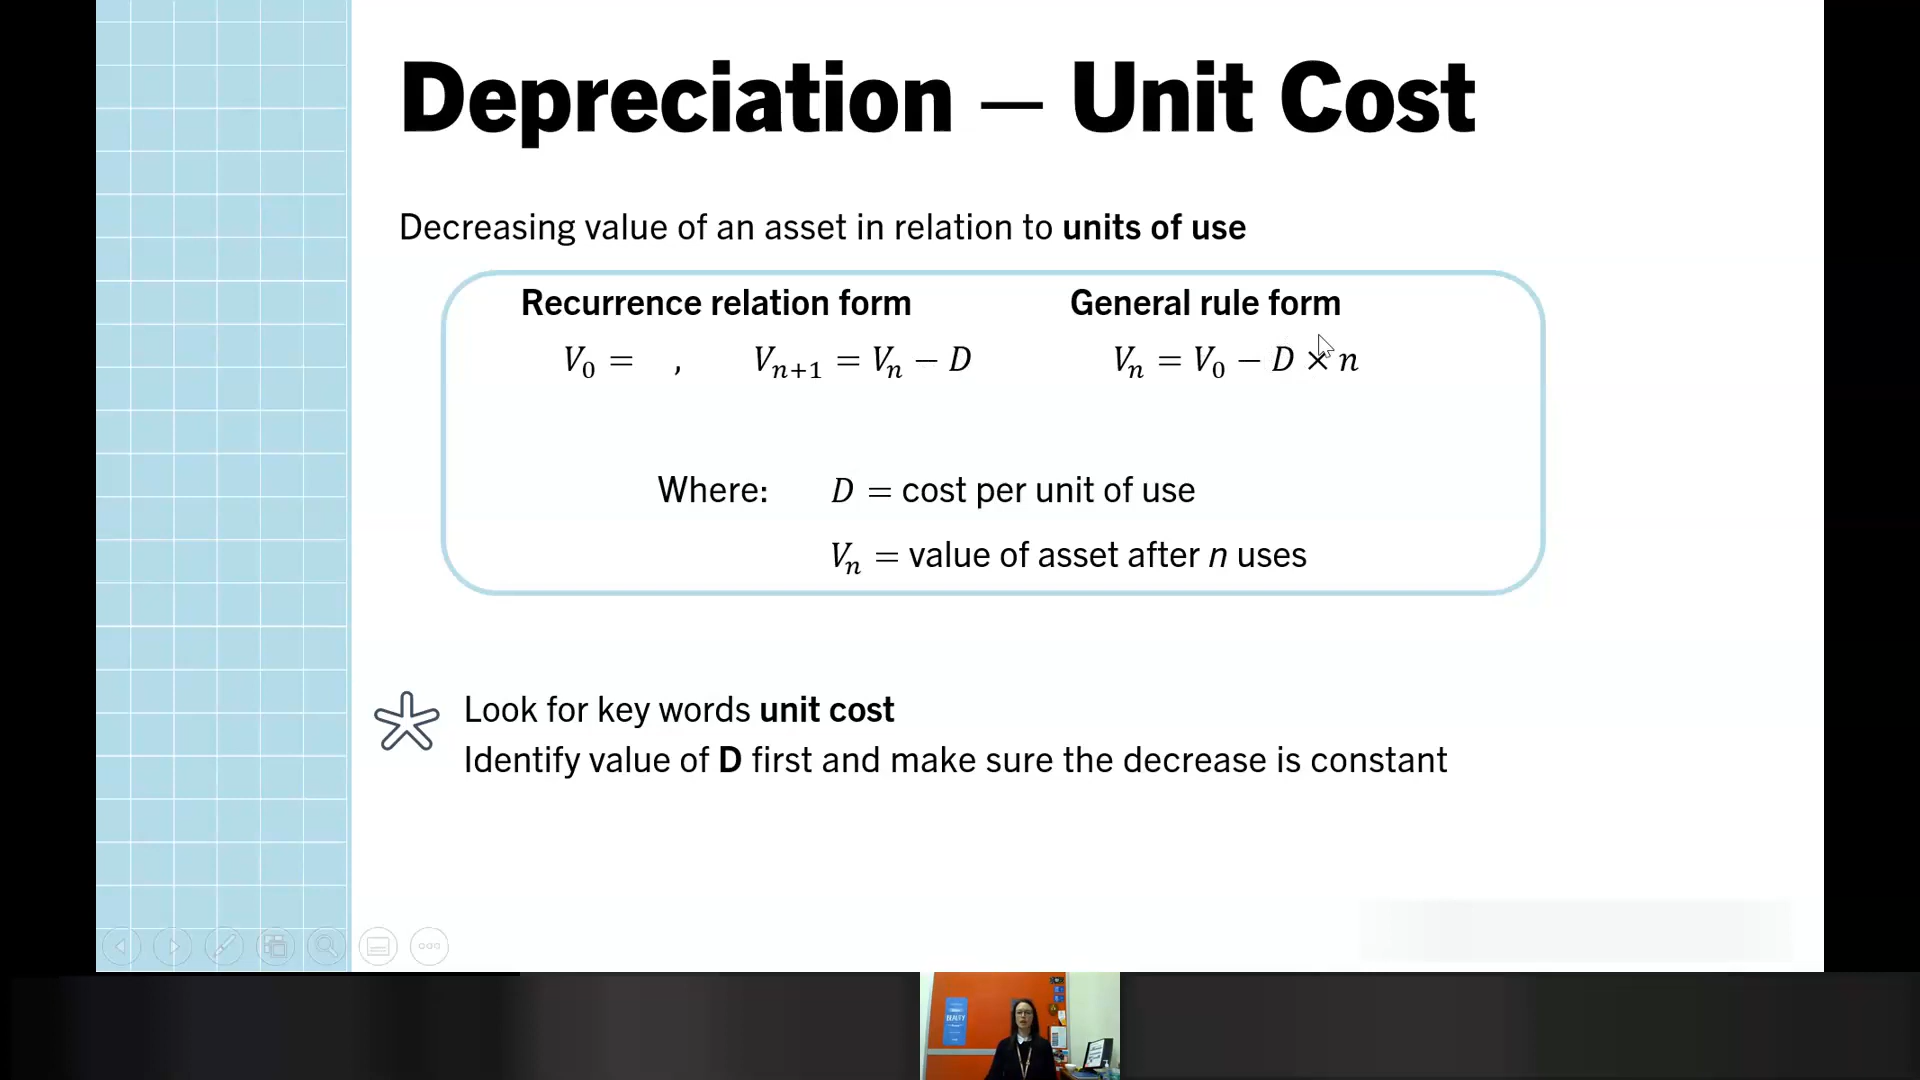 Depreciation — Unit Cost
Decreasing value of an asset in relation to units of use
Recurrence relation form
General rule form
V₀ = , Vₙ₊₁ = Vₙ − D
Vₙ = V₀ − D × n
Where: D = cost per unit of use
Vₙ = value of asset after n uses
Look for key words unit cost
Identify value of D first and make sure the decrease is constant
BEAUTY